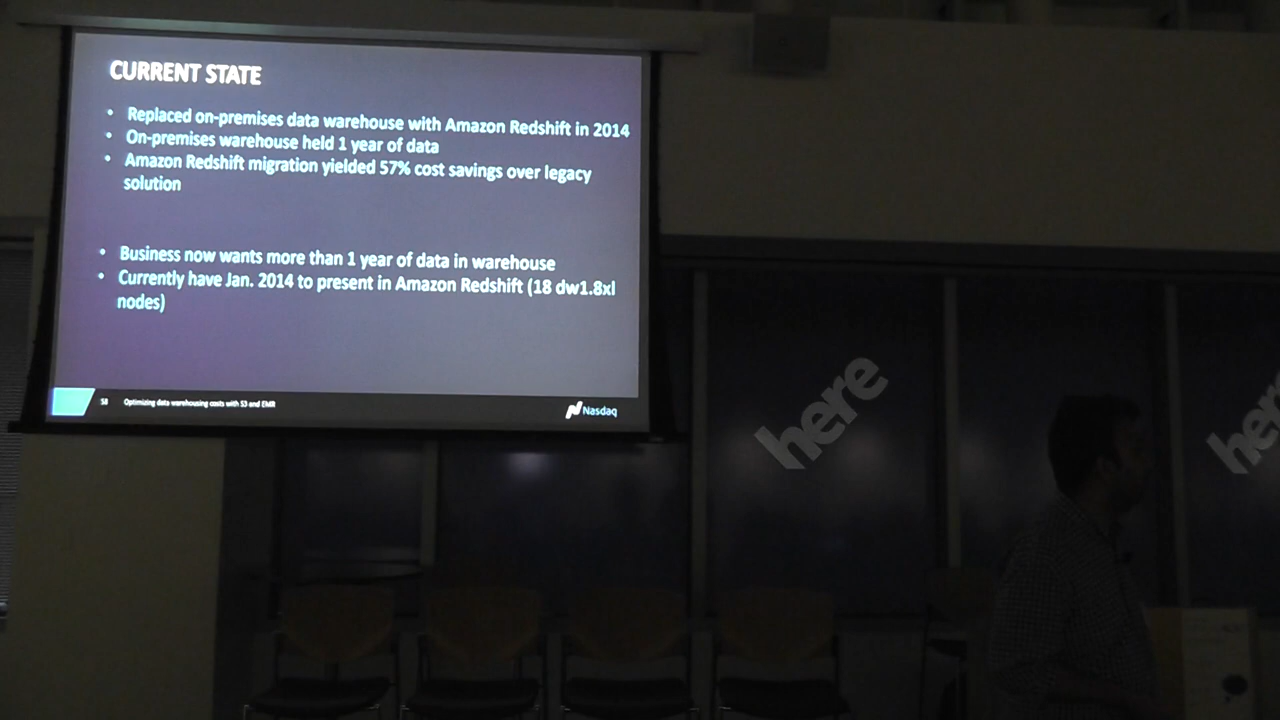 CURRENT STATE
• Replaced on-premises data warehouse with Amazon Redshift in 2014
• On-premises warehouse held 1 year of data
• Amazon Redshift migration yielded 57% cost savings over legacy
solution
• Business now wants more than 1 year of data in warehouse
• Currently have Jan. 2014 to present in Amazon Redshift (18 dw1.8xl
nodes)
58 Optimizing data warehousing costs with S3 and EMR
Nasdaq
here
her